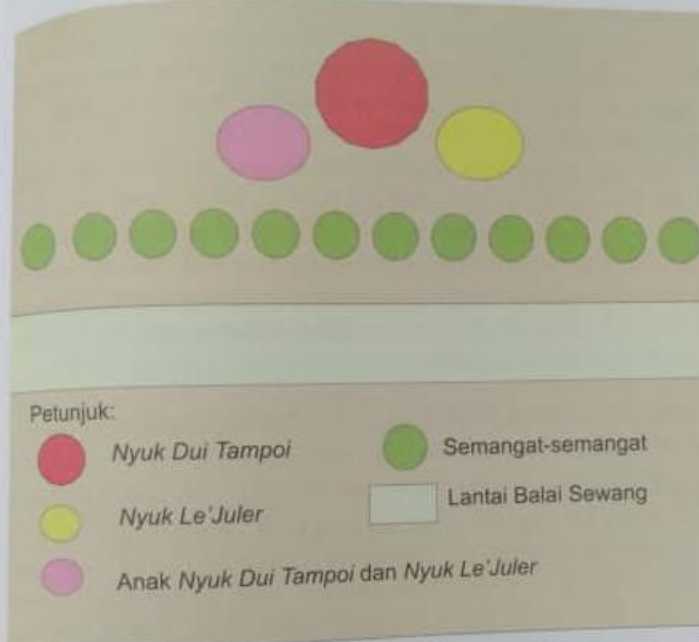 Petunjuk:
Nyuk Dui Tampoi
Semangat-semangat
Nyuk Le'Juler
Lantai Balai Sewang
Anak Nyuk Dui Tampoi dan Nyuk Le'Juler